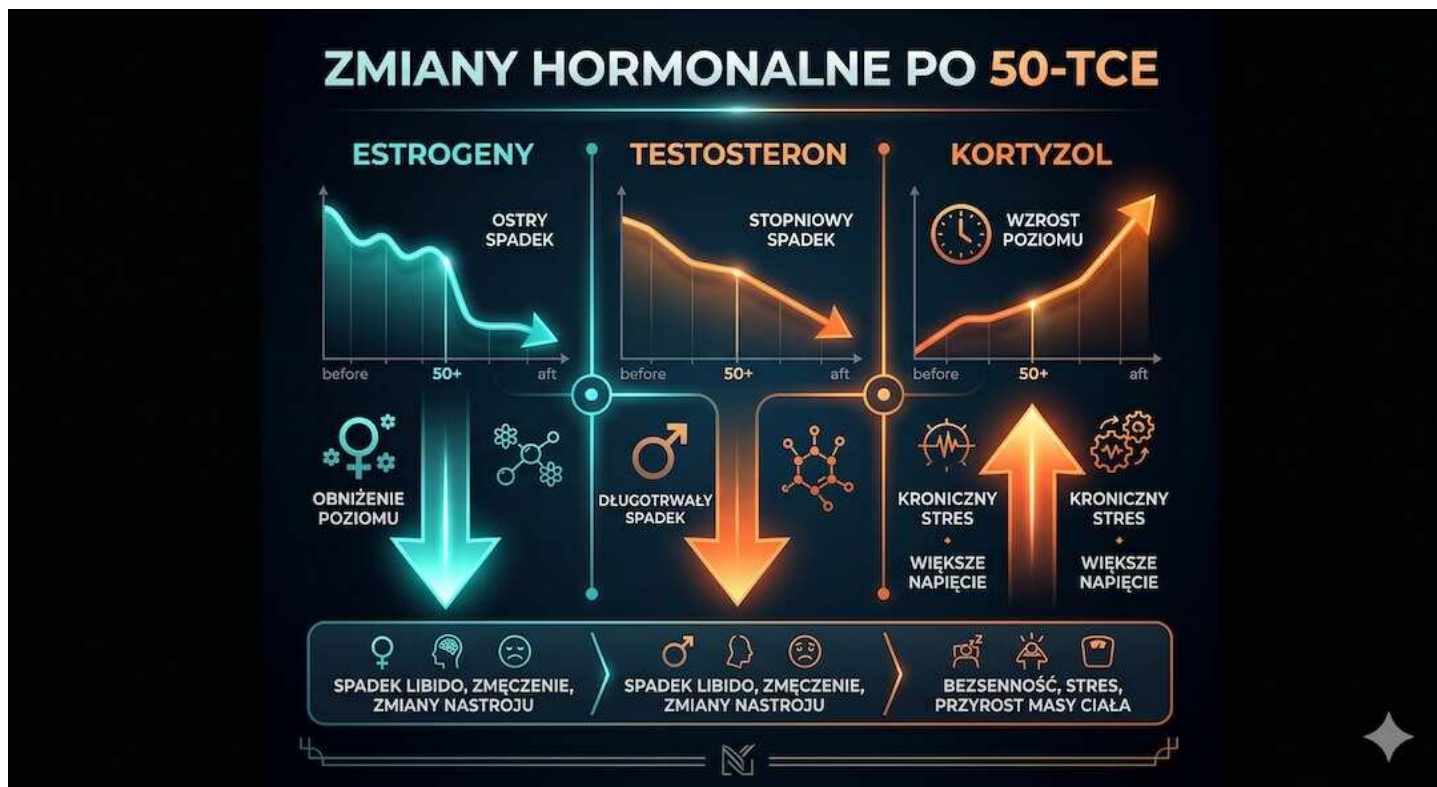 ZMIANY HORMONALNE PO 50-TCE
ESTROGENY
OSTRY
SPADEK
before
50+
aft
OBNIŻENIE
POZIOMU
TESTOSTERON
STOPNIOWY
SPADEK
before
50+
aft
DŁUGOTRWAŁY
SPADEK
KORTYZOL
WZROST
POZIOMU
before
50+
aft
KRONICZNY
STRES
WIĘKSZE
NAPIĘCIE
KRONICZNY
STRES
WIĘKSZE
NAPIĘCIE
SPADEK LIBIDO, ZMĘCZENIE,
ZMIANY NASTROJU
SPADEK LIBIDO, ZMĘCZENIE,
ZMIANY NASTROJU
BEZSENNOŚĆ, STRES,
PRZYROST MASY CIAŁA